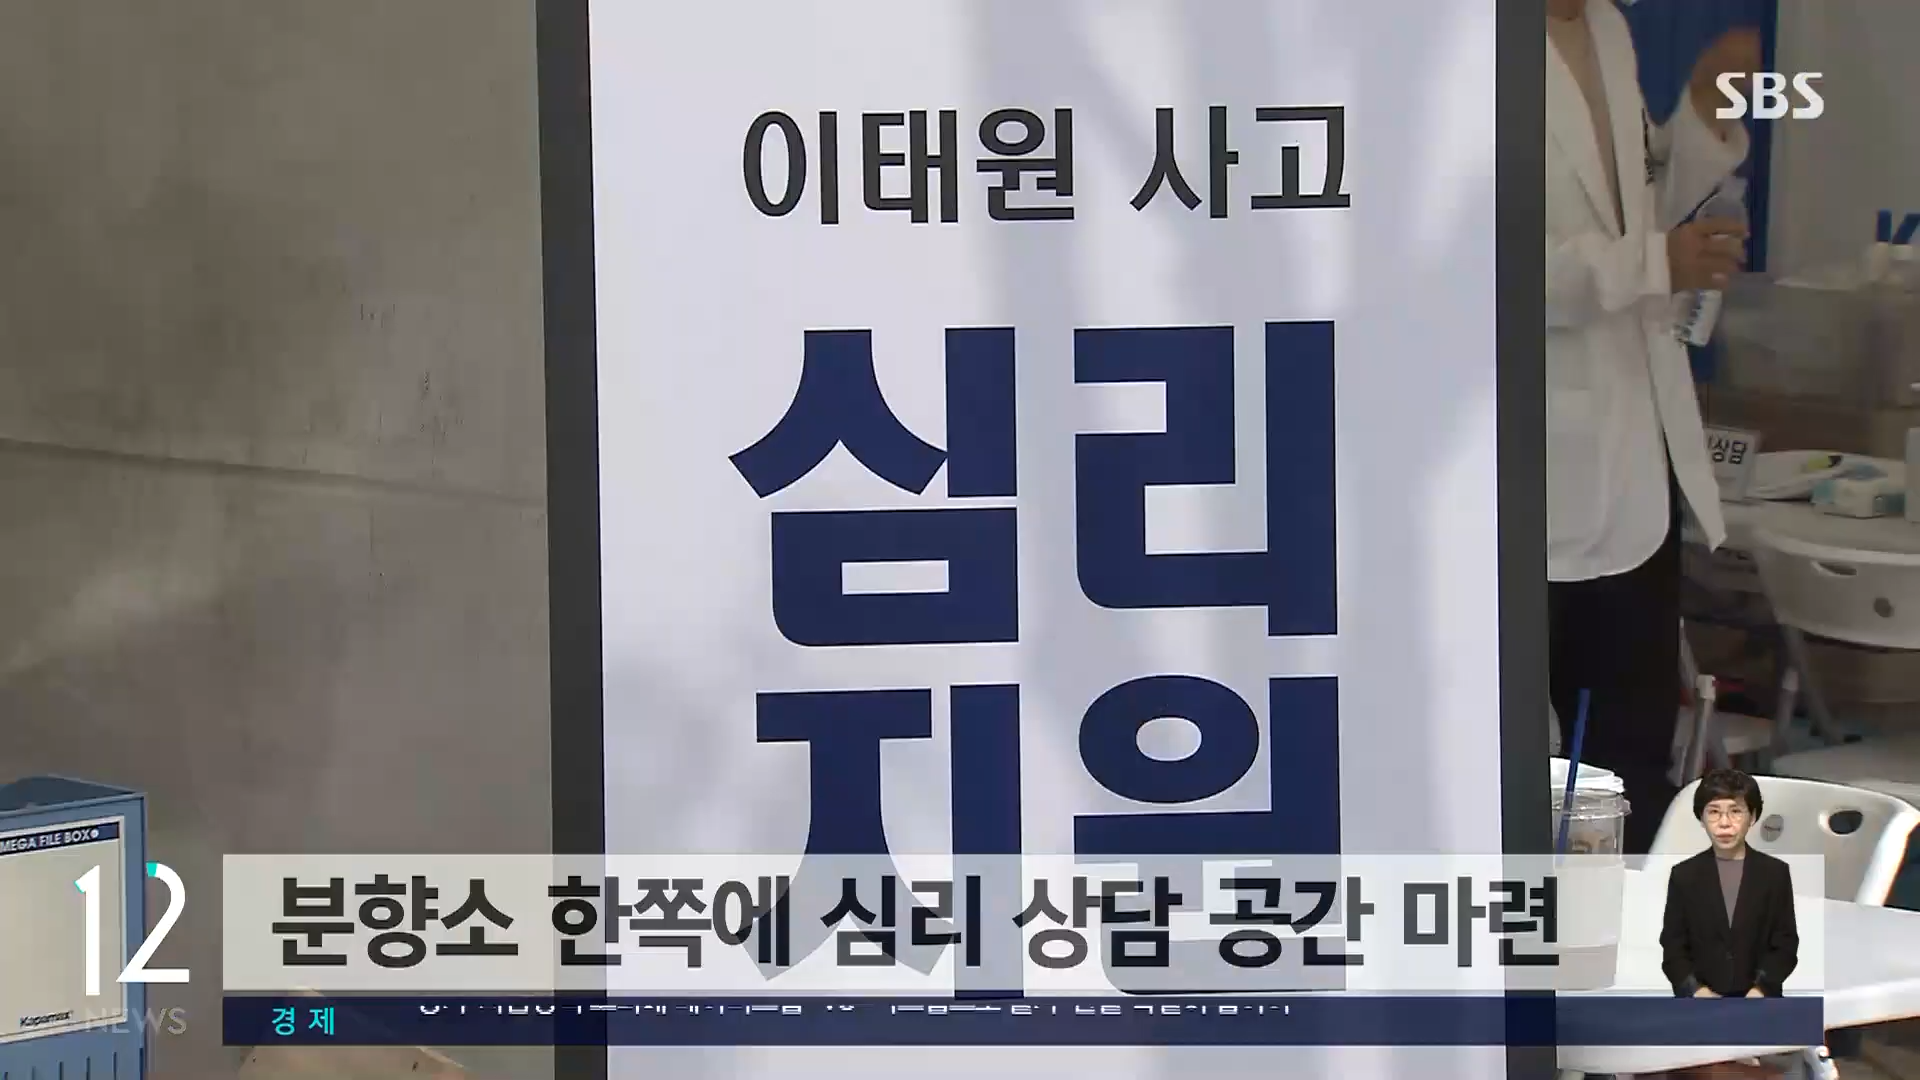 SBS
이태원 사고
심리
지원
상담
MEGA FILE BOX
Kapamax
12
NEWS
분향소 한쪽에 심리 상담 공간 마련
경제